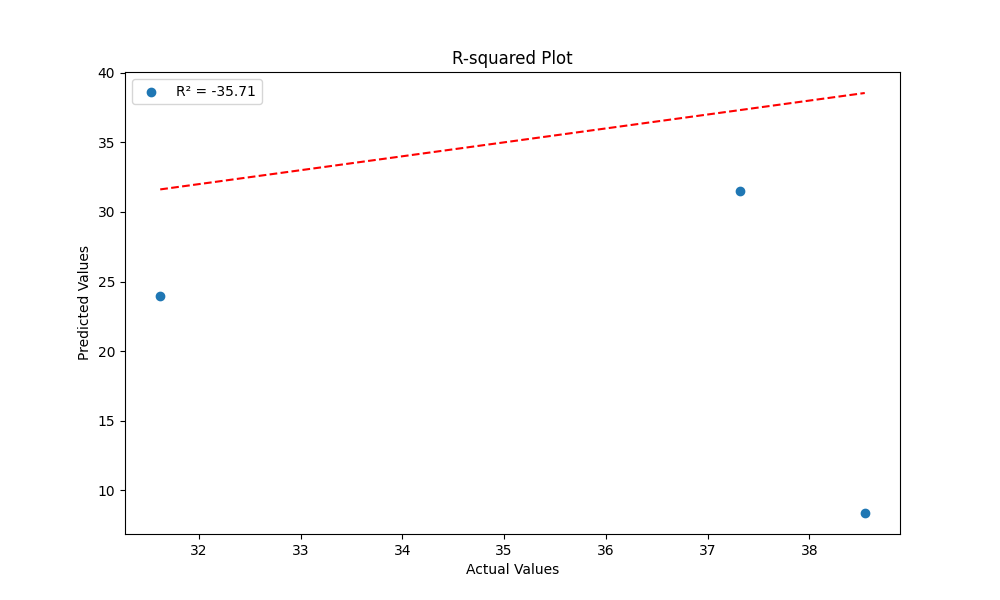 R-squared Plot
R² = -35.71
40
35
30
25
20
15
10
Predicted Values
32 33 34 35 36 37 38
Actual Values